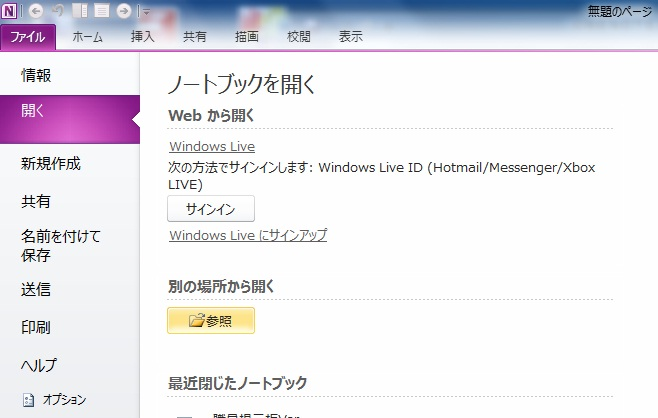 無題のページ
ファイル ホーム 挿入 共有 描画 校閲 表示
情報
開く
新規作成
共有
名前を付けて
保存
送信
印刷
ヘルプ
オプション
ノートブックを開く
Web から開く
Windows Live
次の方法でサインインします: Windows Live ID (Hotmail/Messenger/Xbox
LIVE)
サインイン
Windows Live にサインアップ
別の場所から開く
参照
最近閉じたノートブック